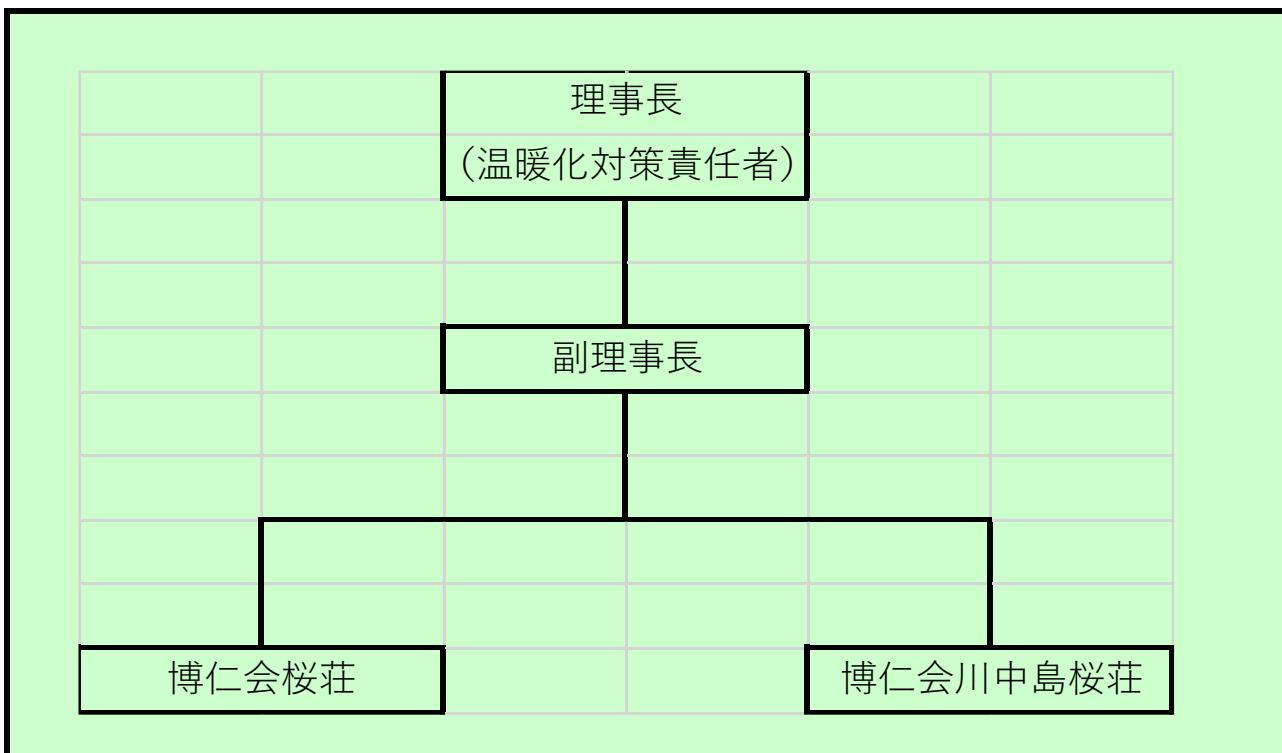 理事長
（温暖化対策責任者）
副理事長
博仁会桜荘
博仁会川中島桜荘